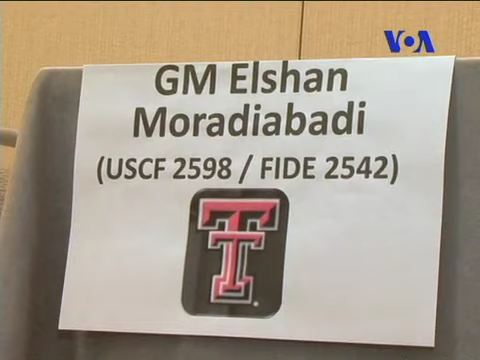 VOA
GM Elshan
Moradiabadi
(USCF 2598 / FIDE 2542)
T